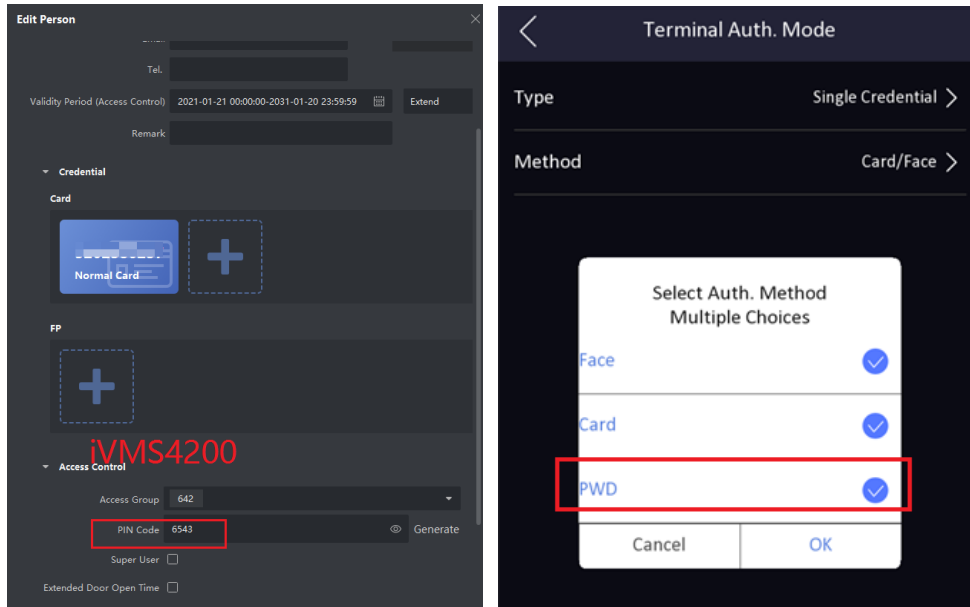 Edit Person
Tel.
Validity Period (Access Control) 2021-01-21 00:00:00-2031-01-20 23:59:59 Extend
Remark
Credential
Card
Normal Card
FP
iVMS4200
Access Control
Access Group 642
PIN Code 6543 Generate
Super User
Extended Door Open Time
Terminal Auth. Mode
Type Single Credential
Method Card/Face
Select Auth. Method
Multiple Choices
Face
Card
PWD
Cancel OK